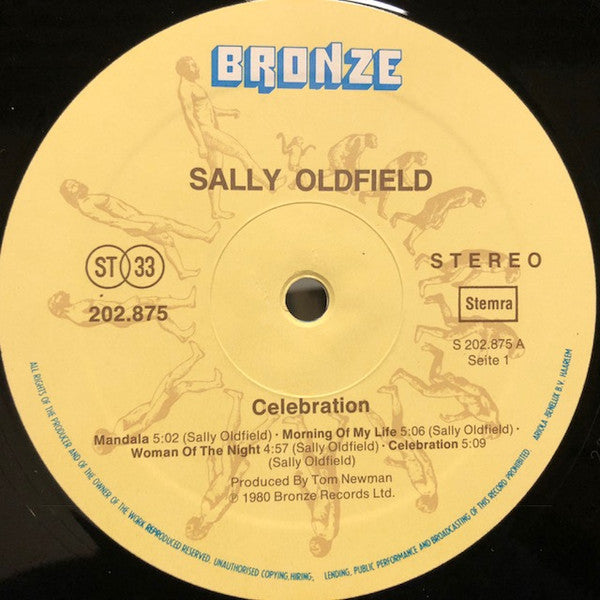 BRONZE
SALLY OLDFIELD
ST 33
202.875
STEREO
Stemra
S 202.875 A
Seite 1
Celebration
Mandala 5:02 (Sally Oldfield) · Morning Of My Life 5:06 (Sally Oldfield) ·
Woman Of The Night 4:57 (Sally Oldfield) · Celebration 5:09
(Sally Oldfield)
Produced By Tom Newman
℗ 1980 Bronze Records Ltd.
ALL RIGHTS OF THE PRODUCER AND OF THE OWNER OF THE WORK REPRODUCED RESERVED. UNAUTHORISED COPYING, HIRING, LENDING, PUBLIC PERFORMANCE AND BROADCASTING OF THIS RECORD PROHIBITED ARIOLA-BENELUX B.V. HAARLEM